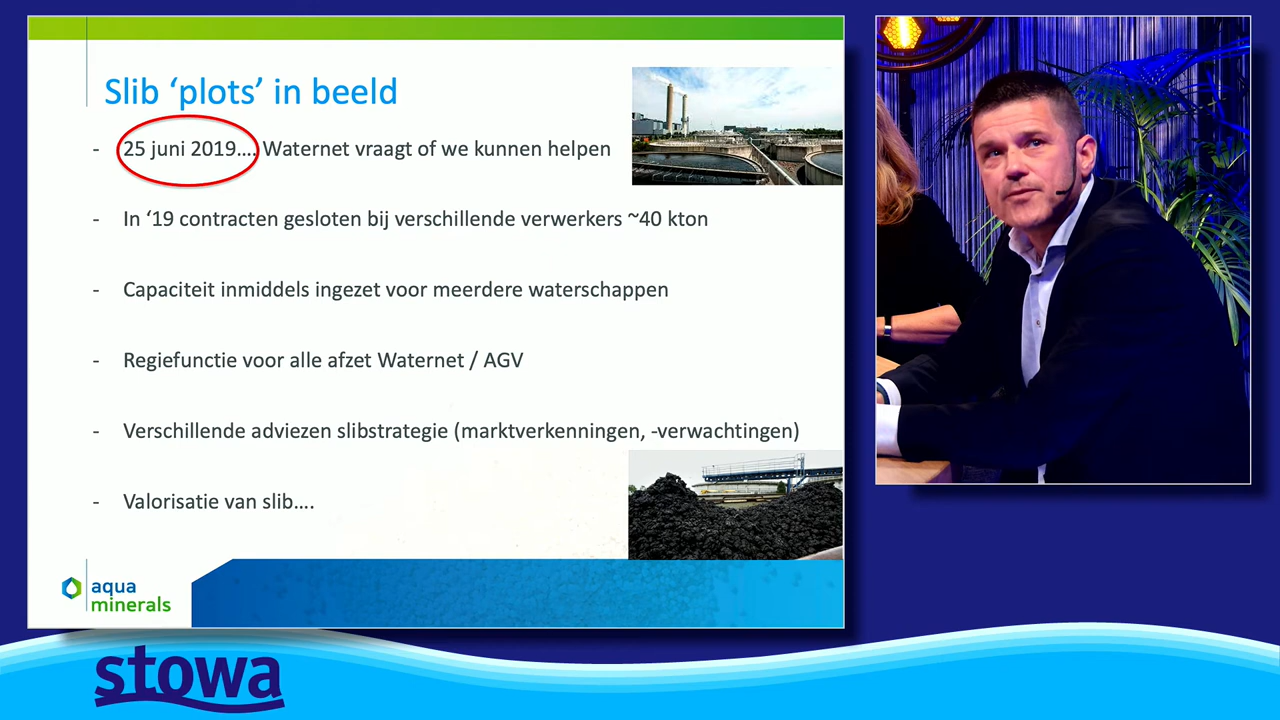 Slib ‘plots’ in beeld
- 25 juni 2019.... Waternet vraagt of we kunnen helpen
- In ‘19 contracten gesloten bij verschillende verwerkers ~40 kton
- Capaciteit inmiddels ingezet voor meerdere waterschappen
- Regiefunctie voor alle afzet Waternet / AGV
- Verschillende adviezen slibstrategie (marktverkenningen, -verwachtingen)
- Valorisatie van slib....
aqua
minerals
stowa